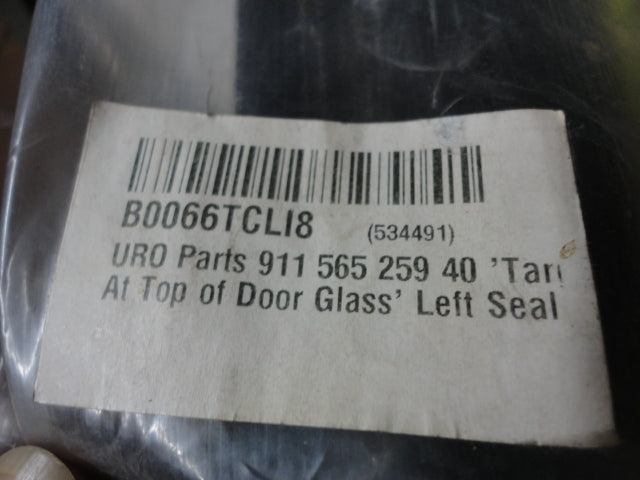 B0066TCLI8 (534491)
URO Parts 911 565 259 40 'Tar
At Top of Door Glass' Left Seal